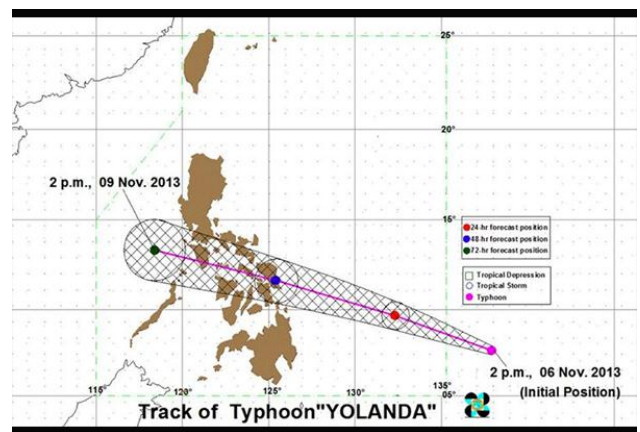 25°
20°
2 p.m., 09 Nov. 2013
15°
24-hr forecast position
48-hr forecast position
72-hr forecast position
Tropical Depression
Tropical Storm
Typhoon
2 p.m., 06 Nov. 2013
(Initial Position)
115°
120°
125°
130°
135°
05°
Track of Typhoon"YOLANDA"